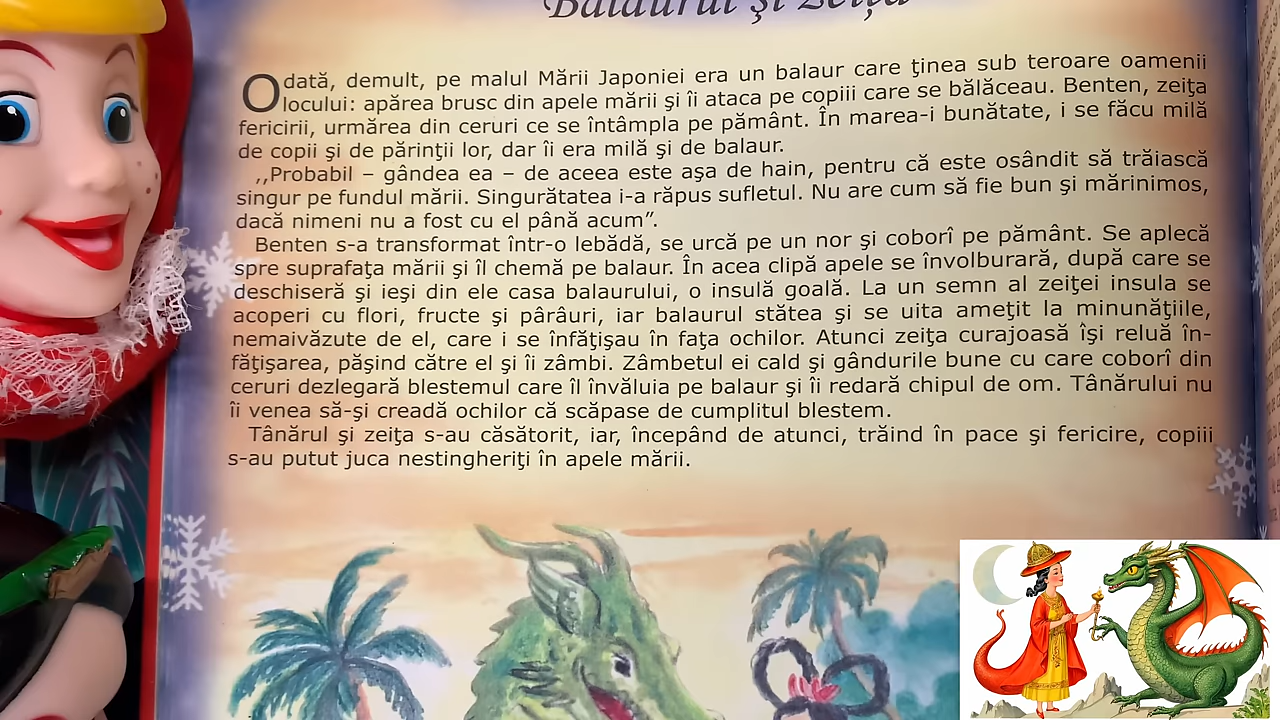 Balaurul şi zeiţa
Odată, demult, pe malul Mării Japoniei era un balaur care ţinea sub teroare oamenii
locului: apărea brusc din apele mării şi îi ataca pe copiii care se bălăceau. Benten, zeiţa
fericirii, urmărea din ceruri ce se întâmpla pe pământ. În marea-i bunătate, i se făcu milă
de copii şi de părinţii lor, dar îi era milă şi de balaur.
,,Probabil – gândea ea – de aceea este aşa de hain, pentru că este osândit să trăiască
singur pe fundul mării. Singurătatea i-a răpus sufletul. Nu are cum să fie bun şi mărinimos,
dacă nimeni nu a fost cu el până acum”.
Benten s-a transformat într-o lebădă, se urcă pe un nor şi coborî pe pământ. Se aplecă
spre suprafaţa mării şi îl chemă pe balaur. În acea clipă apele se învolburară, după care se
deschiseră şi ieşi din ele casa balaurului, o insulă goală. La un semn al zeiţei insula se
acoperi cu flori, fructe şi pârâuri, iar balaurul stătea şi se uita ameţit la minunăţiile,
nemaivăzute de el, care i se înfăţişau în faţa ochilor. Atunci zeiţa curajoasă îşi reluă în-
făţişarea, păşind către el şi îi zâmbi. Zâmbetul ei cald şi gândurile bune cu care coborî din
ceruri dezlegară blestemul care îl învăluia pe balaur şi îi redară chipul de om. Tânărului nu
îi venea să-şi creadă ochilor că scăpase de cumplitul blestem.
Tânărul şi zeiţa s-au căsătorit, iar, începând de atunci, trăind în pace şi fericire, copiii
s-au putut juca nestingheriţi în apele mării.